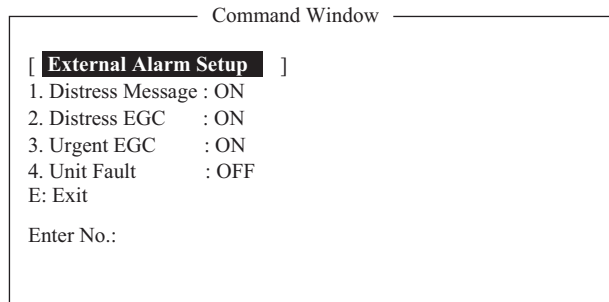 Command Window
[ External Alarm Setup ]
1. Distress Message : ON
2. Distress EGC : ON
3. Urgent EGC : ON
4. Unit Fault : OFF
E: Exit
Enter No.: